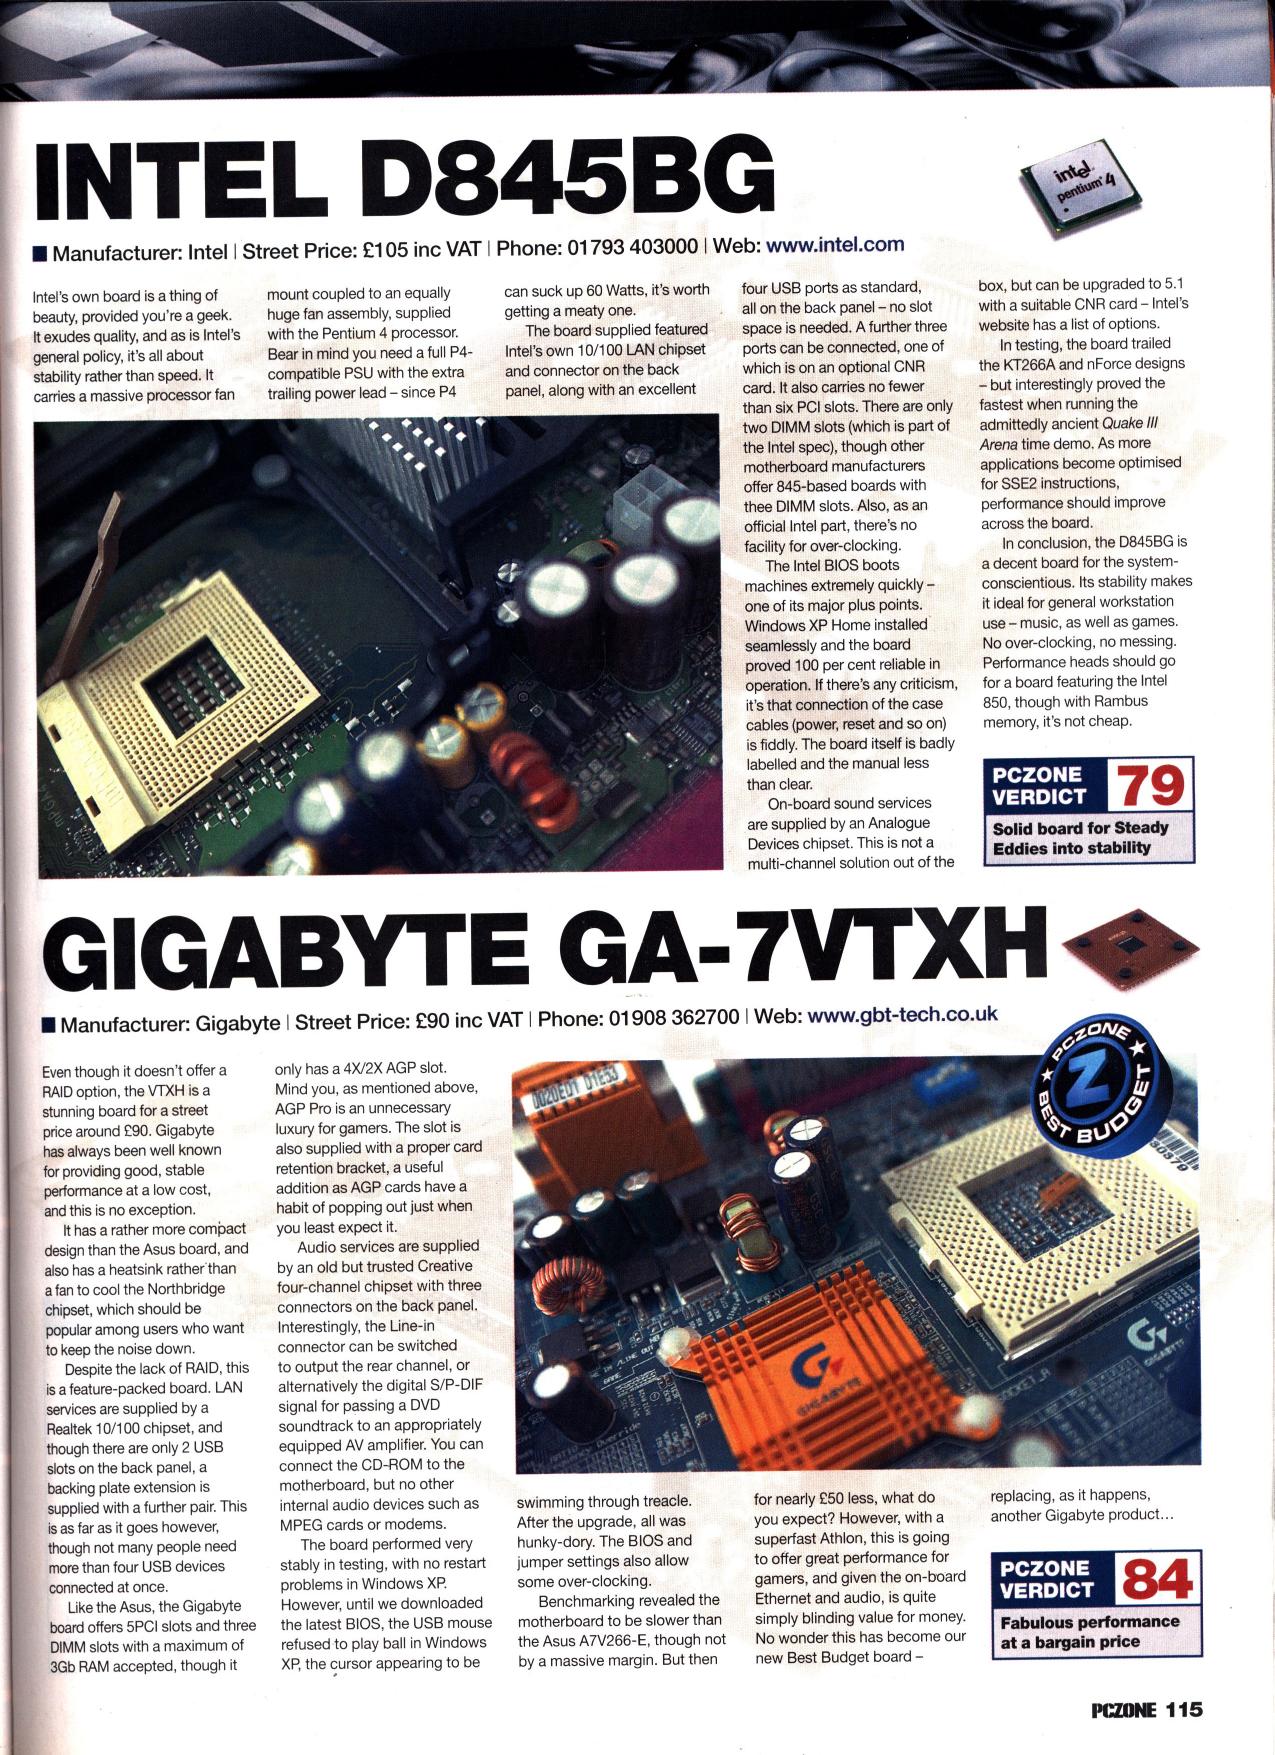 INTEL D845BG
intel
pentium 4
Manufacturer: Intel | Street Price: £105 inc VAT | Phone: 01793 403000 | Web: www.intel.com
Intel's own board is a thing of
beauty, provided you're a geek.
It exudes quality, and as is Intel's
general policy, it's all about
stability rather than speed. It
carries a massive processor fan
mount coupled to an equally
huge fan assembly, supplied
with the Pentium 4 processor.
Bear in mind you need a full P4-
compatible PSU with the extra
trailing power lead – since P4
can suck up 60 Watts, it's worth
getting a meaty one.
The board supplied featured
Intel's own 10/100 LAN chipset
and connector on the back
panel, along with an excellent
four USB ports as standard,
all on the back panel – no slot
space is needed. A further three
ports can be connected, one of
which is on an optional CNR
card. It also carries no fewer
than six PCI slots. There are only
two DIMM slots (which is part of
the Intel spec), though other
motherboard manufacturers
offer 845-based boards with
thee DIMM slots. Also, as an
official Intel part, there's no
facility for over-clocking.
The Intel BIOS boots
machines extremely quickly –
one of its major plus points.
Windows XP Home installed
seamlessly and the board
proved 100 per cent reliable in
operation. If there's any criticism,
it's that connection of the case
cables (power, reset and so on)
is fiddly. The board itself is badly
labelled and the manual less
than clear.
On-board sound services
are supplied by an Analogue
Devices chipset. This is not a
multi-channel solution out of the
box, but can be upgraded to 5.1
with a suitable CNR card – Intel's
website has a list of options.
In testing, the board trailed
the KT266A and nForce designs
– but interestingly proved the
fastest when running the
admittedly ancient Quake III
Arena time demo. As more
applications become optimised
for SSE2 instructions,
performance should improve
across the board.
In conclusion, the D845BG is
a decent board for the system-
conscientious. Its stability makes
it ideal for general workstation
use – music, as well as games.
No over-clocking, no messing.
Performance heads should go
for a board featuring the Intel
850, though with Rambus
memory, it's not cheap.
PCZONE
VERDICT 79
Solid board for Steady
Eddies into stability
GIGABYTE GA-7VTXH
Manufacturer: Gigabyte | Street Price: £90 inc VAT | Phone: 01908 362700 | Web: www.gbt-tech.co.uk
Even though it doesn't offer a
RAID option, the VTXH is a
stunning board for a street
price around £90. Gigabyte
has always been well known
for providing good, stable
performance at a low cost,
and this is no exception.
It has a rather more compact
design than the Asus board, and
also has a heatsink rather than
a fan to cool the Northbridge
chipset, which should be
popular among users who want
to keep the noise down.
Despite the lack of RAID, this
is a feature-packed board. LAN
services are supplied by a
Realtek 10/100 chipset, and
though there are only 2 USB
slots on the back panel, a
backing plate extension is
supplied with a further pair. This
is as far as it goes however,
though not many people need
more than four USB devices
connected at once.
Like the Asus, the Gigabyte
board offers 5PCI slots and three
DIMM slots with a maximum of
3Gb RAM accepted, though it
only has a 4X/2X AGP slot.
Mind you, as mentioned above,
AGP Pro is an unnecessary
luxury for gamers. The slot is
also supplied with a proper card
retention bracket, a useful
addition as AGP cards have a
habit of popping out just when
you least expect it.
Audio services are supplied
by an old but trusted Creative
four-channel chipset with three
connectors on the back panel.
Interestingly, the Line-in
connector can be switched
to output the rear channel, or
alternatively the digital S/P-DIF
signal for passing a DVD
soundtrack to an appropriately
equipped AV amplifier. You can
connect the CD-ROM to the
motherboard, but no other
internal audio devices such as
MPEG cards or modems.
The board performed very
stably in testing, with no restart
problems in Windows XP.
However, until we downloaded
the latest BIOS, the USB mouse
refused to play ball in Windows
XP, the cursor appearing to be
PCZONE
Z
BEST BUDGET
GIGABYTE
GIGABYTE
swimming through treacle.
After the upgrade, all was
hunky-dory. The BIOS and
jumper settings also allow
some over-clocking.
Benchmarking revealed the
motherboard to be slower than
the Asus A7V266-E, though not
by a massive margin. But then
for nearly £50 less, what do
you expect? However, with a
superfast Athlon, this is going
to offer great performance for
gamers, and given the on-board
Ethernet and audio, is quite
simply blinding value for money.
No wonder this has become our
new Best Budget board –
replacing, as it happens,
another Gigabyte product...
PCZONE
VERDICT 84
Fabulous performance
at a bargain price
PCZONE 115